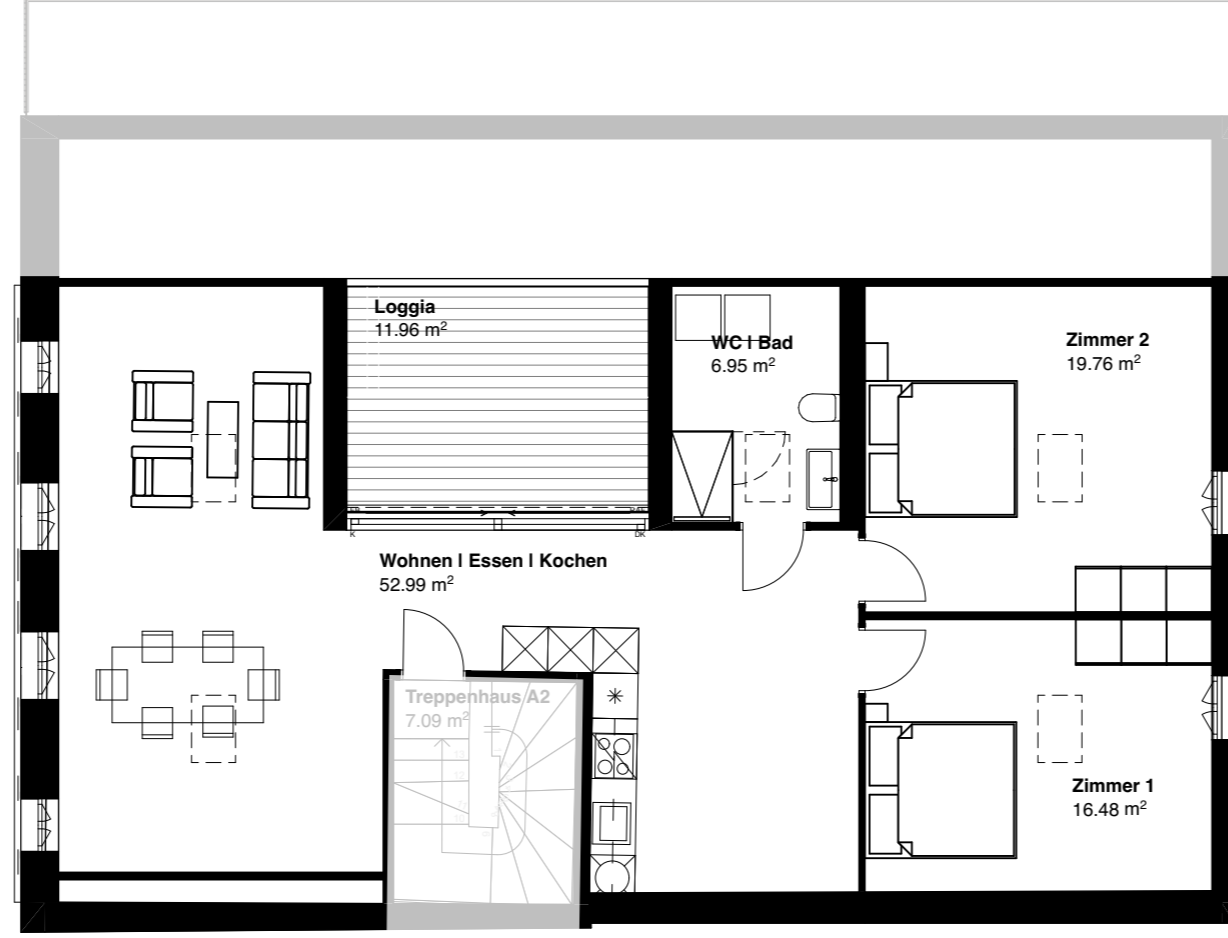 Loggia
11.96 m²
WC | Bad
6.95 m²
Zimmer 2
19.76 m²
K
DK
Wohnen | Essen | Kochen
52.99 m²
Treppenhaus A2
7.09 m²
Zimmer 1
16.48 m²